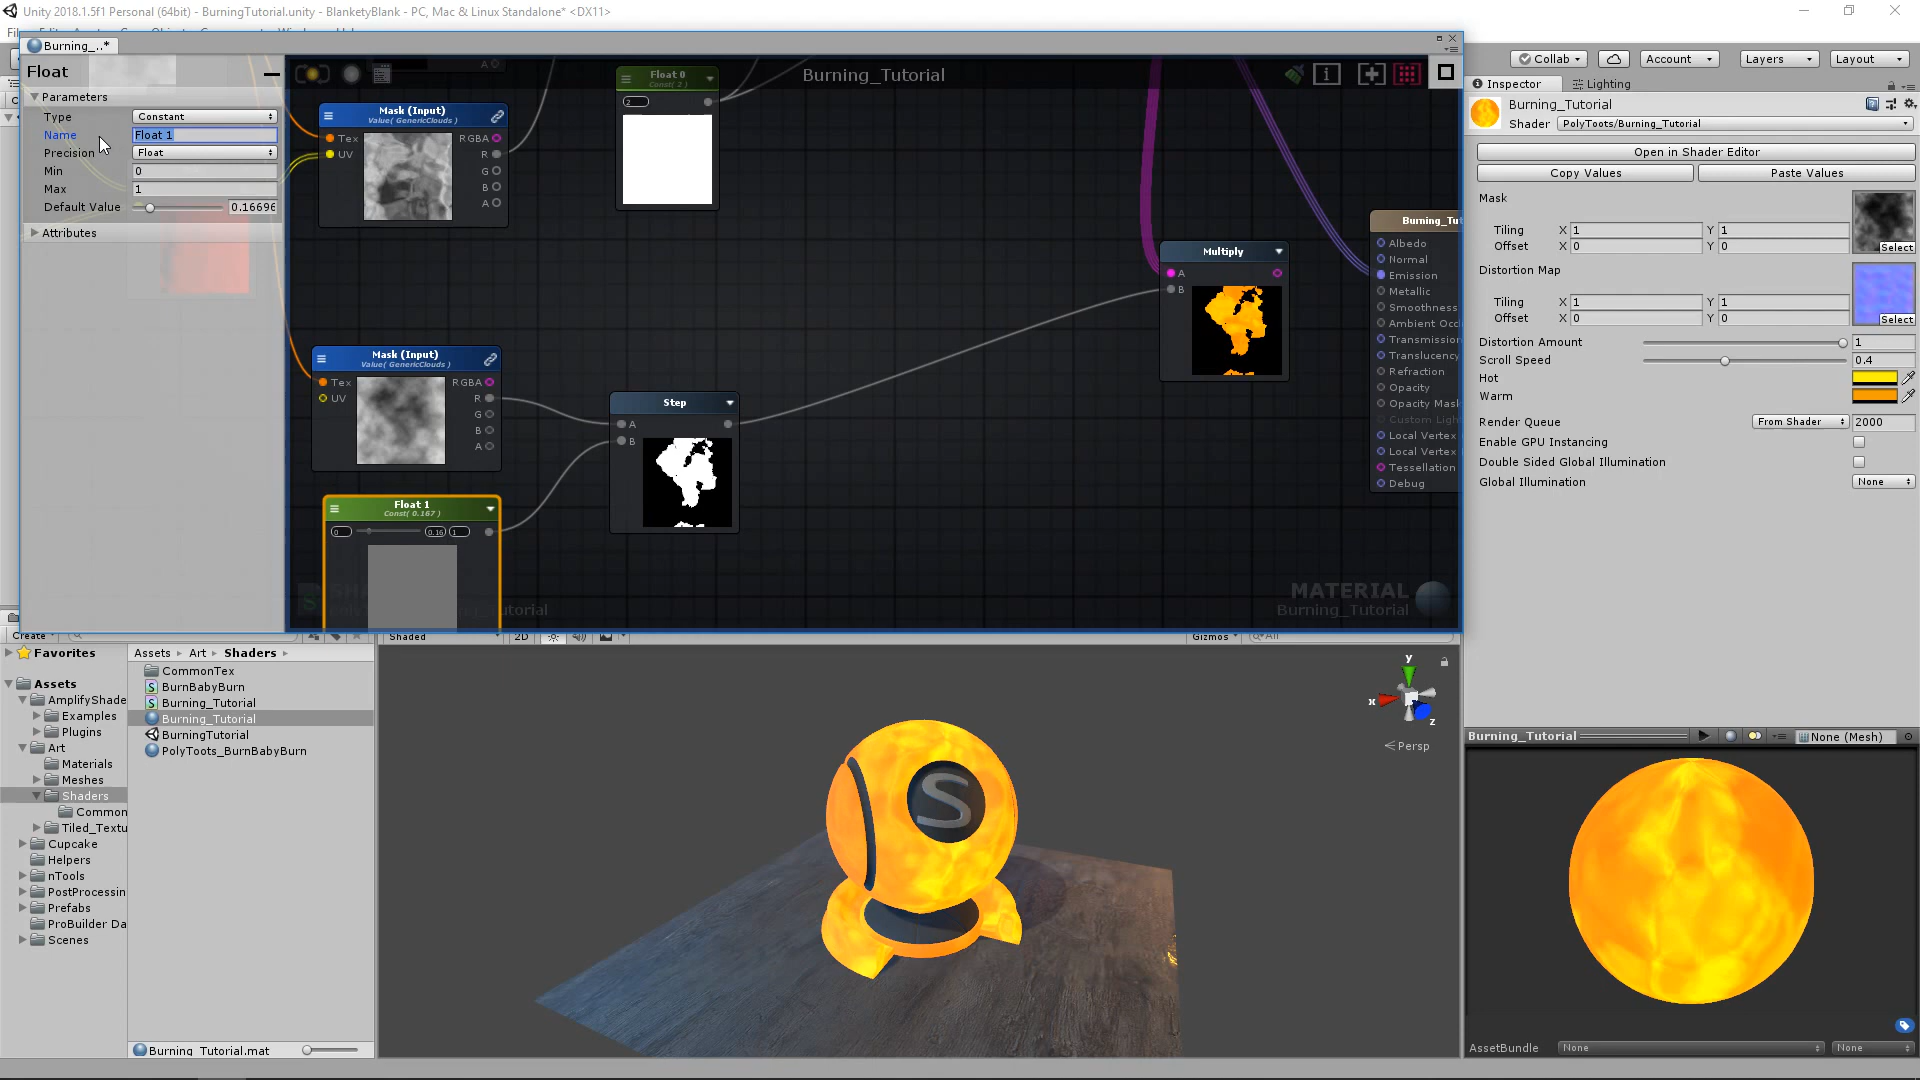 Unity 2018.1.5f1 Personal (64bit) - BurningTutorial.unity - BlanketyBlank - PC, Mac & Linux Standalone* <DX11>
Burning_..*
Collab
Account
Layers
Layout
Float
Parameters
Type
Constant
Name
Float 1
Precision
Float
Min
0
Max
1
Default Value
0.16696
Attributes
Burning_Tutorial
Mask (Input)
Value( GenericClouds )
Tex
UV
RGBA
R
G
B
A
Float 0
Const( 2 )
2
Mask (Input)
Value( GenericClouds )
Tex
UV
RGBA
R
G
B
A
Step
A
B
Float 1
Const( 0.167 )
0
0.16
1
Multiply
A
B
Burning_Tut
Albedo
Normal
Emission
Metallic
Smoothness
Ambient Occ
Transmission
Translucency
Refraction
Opacity
Opacity Mask
Custom Ligh
Local Vertex
Local Vertex
Tessellation
Debug
MATERIAL
Burning_Tutorial
Inspector
Lighting
Burning_Tutorial
Shader
PolyToots/Burning_Tutorial
Open in Shader Editor
Copy Values
Paste Values
Mask
Tiling X 1 Y 1
Offset X 0 Y 0
Select
Distortion Map
Tiling X 1 Y 1
Offset X 0 Y 0
Select
Distortion Amount
1
Scroll Speed
0.4
Hot
Warm
Render Queue
From Shader
2000
Enable GPU Instancing
Double Sided Global Illumination
Global Illumination
None
Create
Favorites
Assets
AmplifyShade
Examples
Plugins
Art
Materials
Meshes
Shaders
Common
Tiled_Textu
Cupcake
Helpers
nTools
PostProcessin
Prefabs
ProBuilder Da
Scenes
Assets
Art
Shaders
CommonTex
BurnBabyBurn
Burning_Tutorial
Burning_Tutorial
BurningTutorial
PolyToots_BurnBabyBurn
Burning_Tutorial.mat
Shaded
2D
Gizmos
All
y
x
z
Persp
S
Burning_Tutorial
None (Mesh)
AssetBundle
None
None